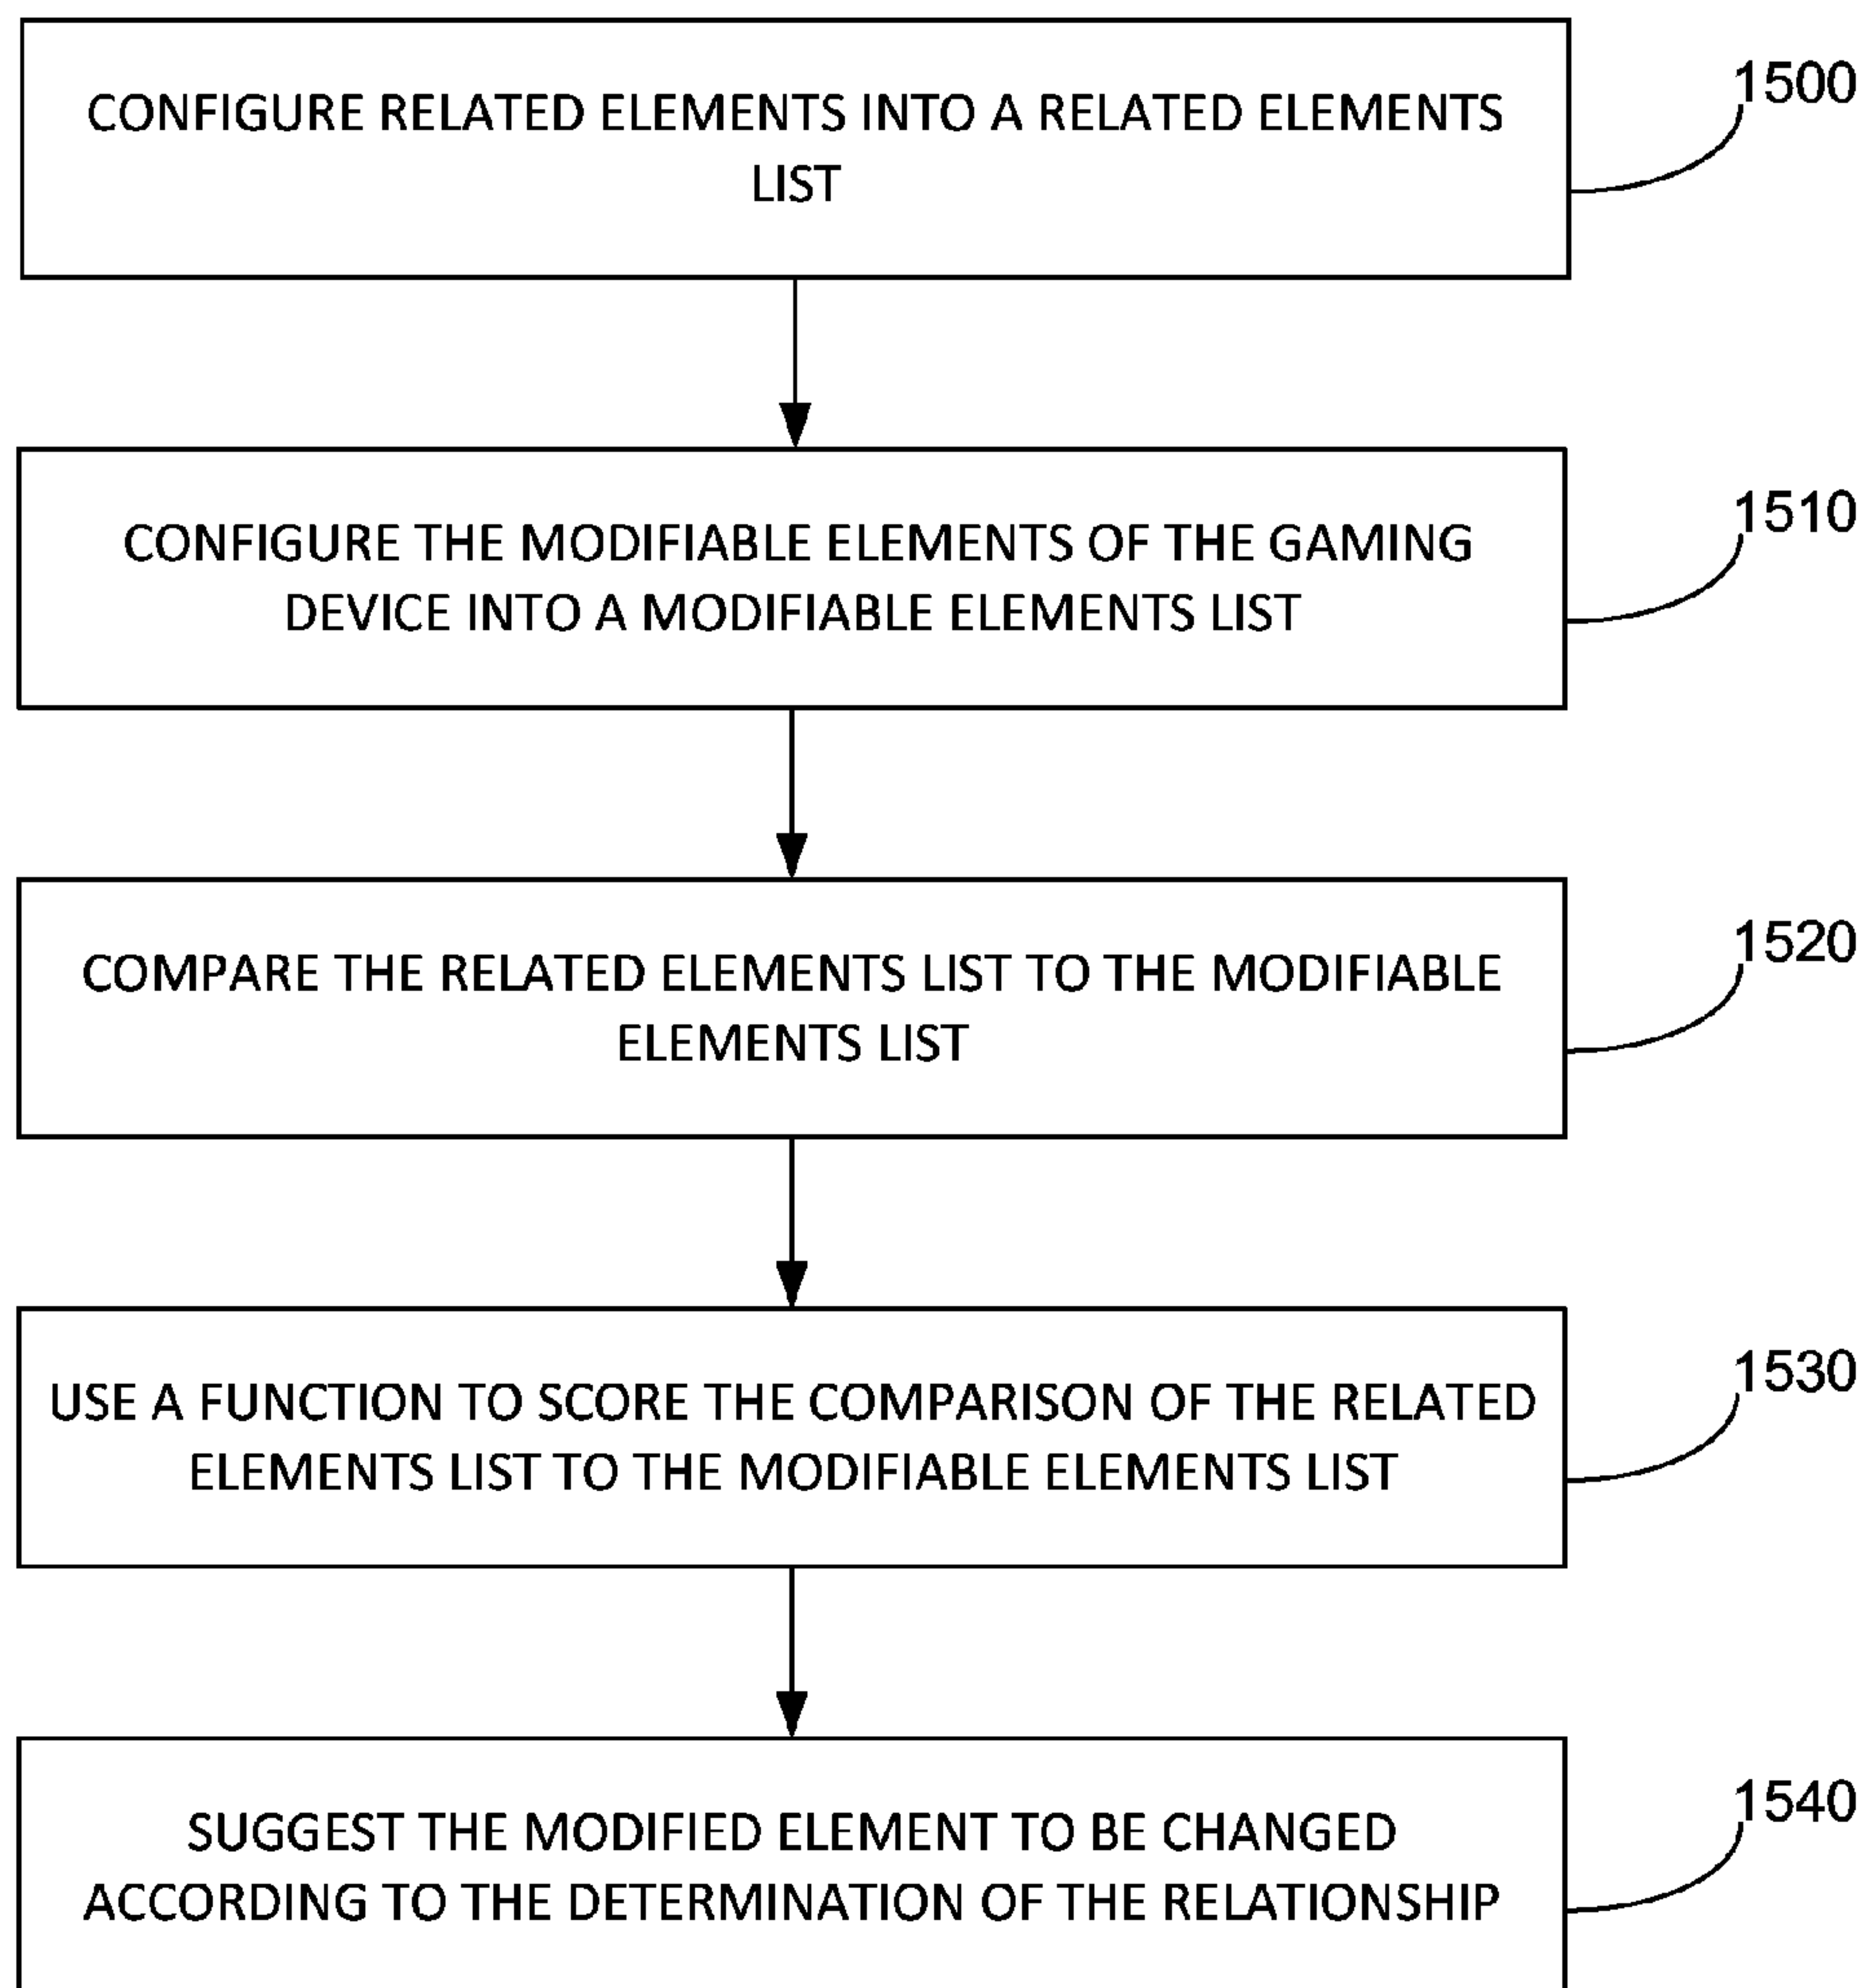 CONFIGURE RELATED ELEMENTS INTO A RELATED ELEMENTS
LIST
1500
CONFIGURE THE MODIFIABLE ELEMENTS OF THE GAMING
DEVICE INTO A MODIFIABLE ELEMENTS LIST
1510
COMPARE THE RELATED ELEMENTS LIST TO THE MODIFIABLE
ELEMENTS LIST
1520
USE A FUNCTION TO SCORE THE COMPARISON OF THE RELATED
ELEMENTS LIST TO THE MODIFIABLE ELEMENTS LIST
1530
SUGGEST THE MODIFIED ELEMENT TO BE CHANGED
ACCORDING TO THE DETERMINATION OF THE RELATIONSHIP
1540